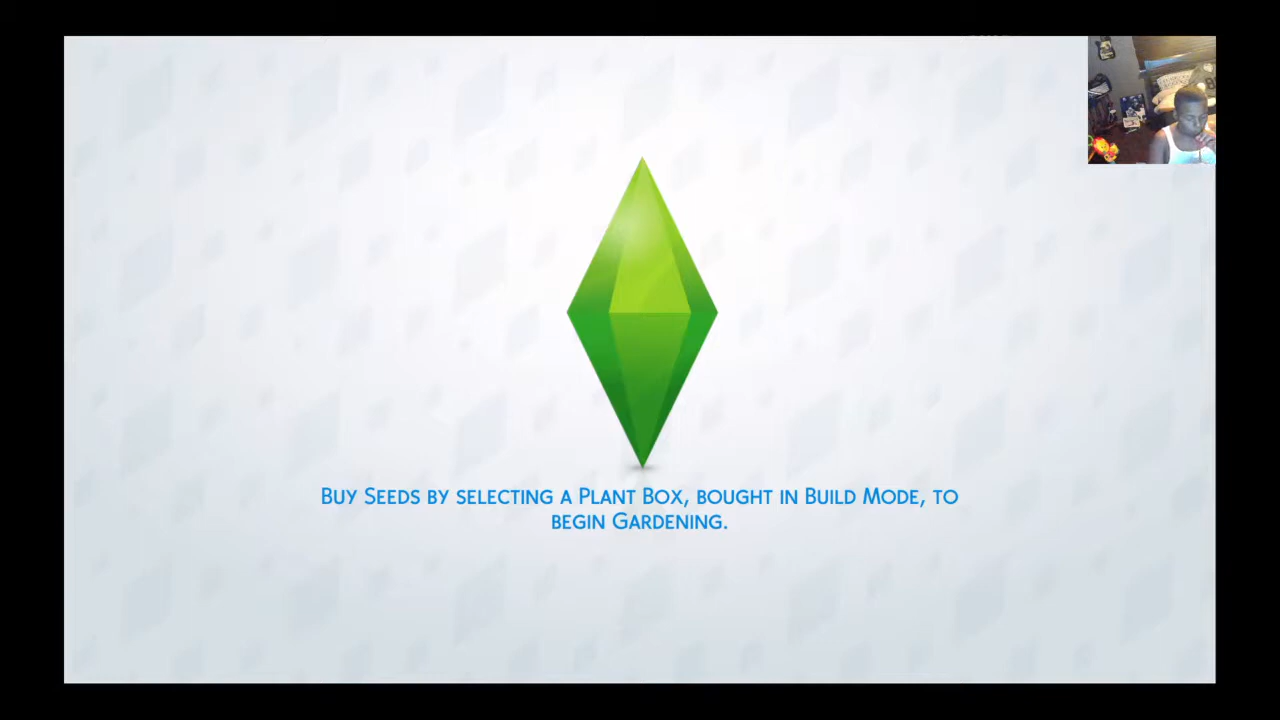 Buy Seeds by selecting a Plant Box, bought in Build Mode, to
begin Gardening.